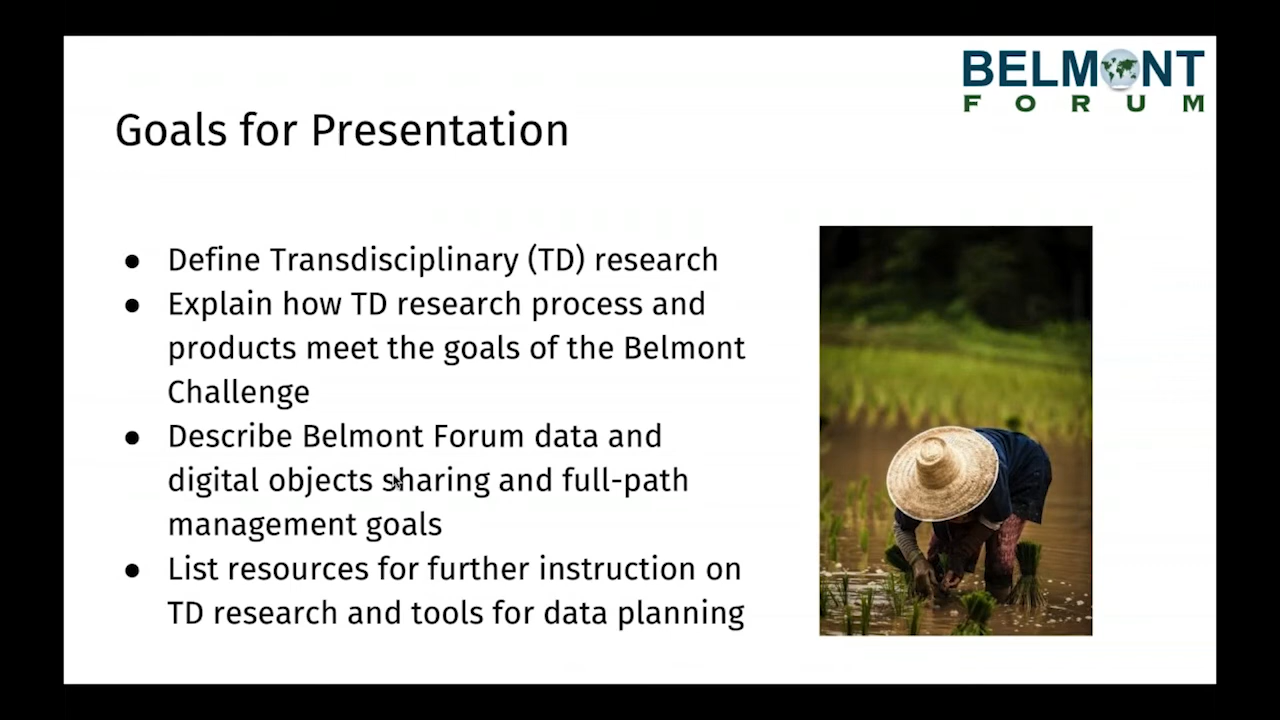 BELMONT
FORUM
Goals for Presentation
● Define Transdisciplinary (TD) research
● Explain how TD research process and
products meet the goals of the Belmont
Challenge
● Describe Belmont Forum data and
digital objects sharing and full-path
management goals
● List resources for further instruction on
TD research and tools for data planning